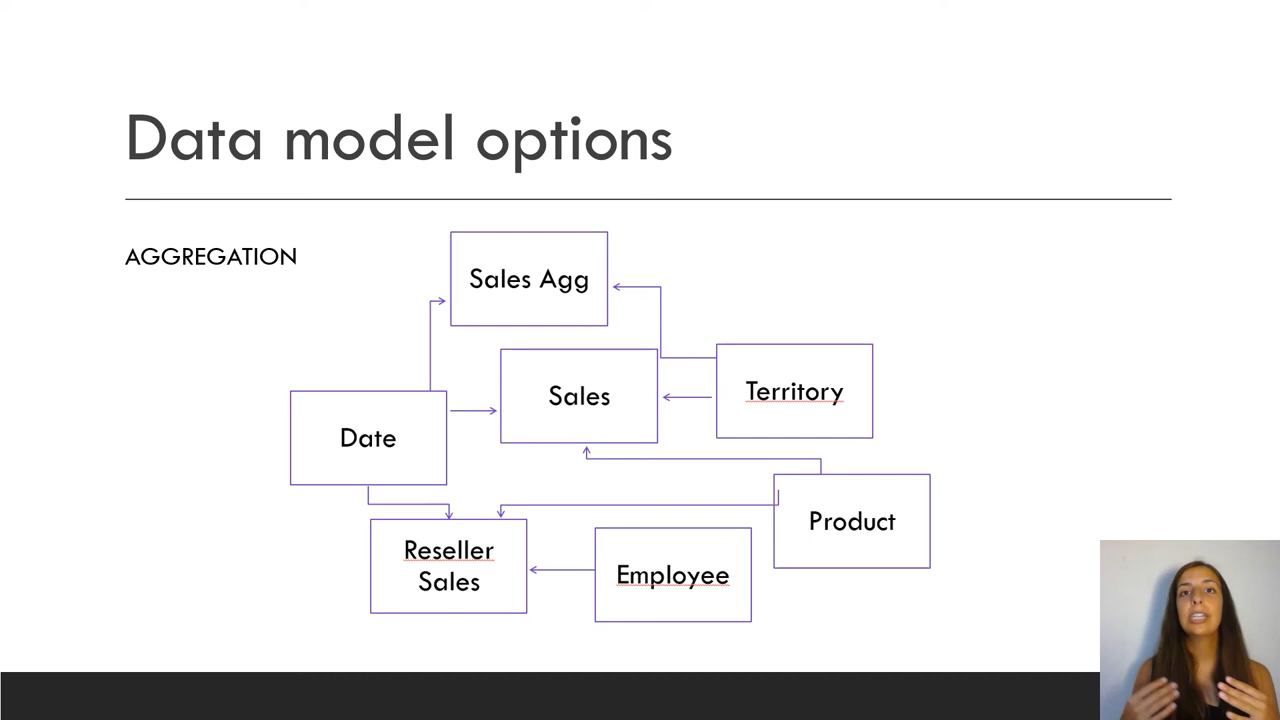 Data model options
AGGREGATION
Sales Agg
Sales
Territory
Date
Product
Reseller
Sales
Employee